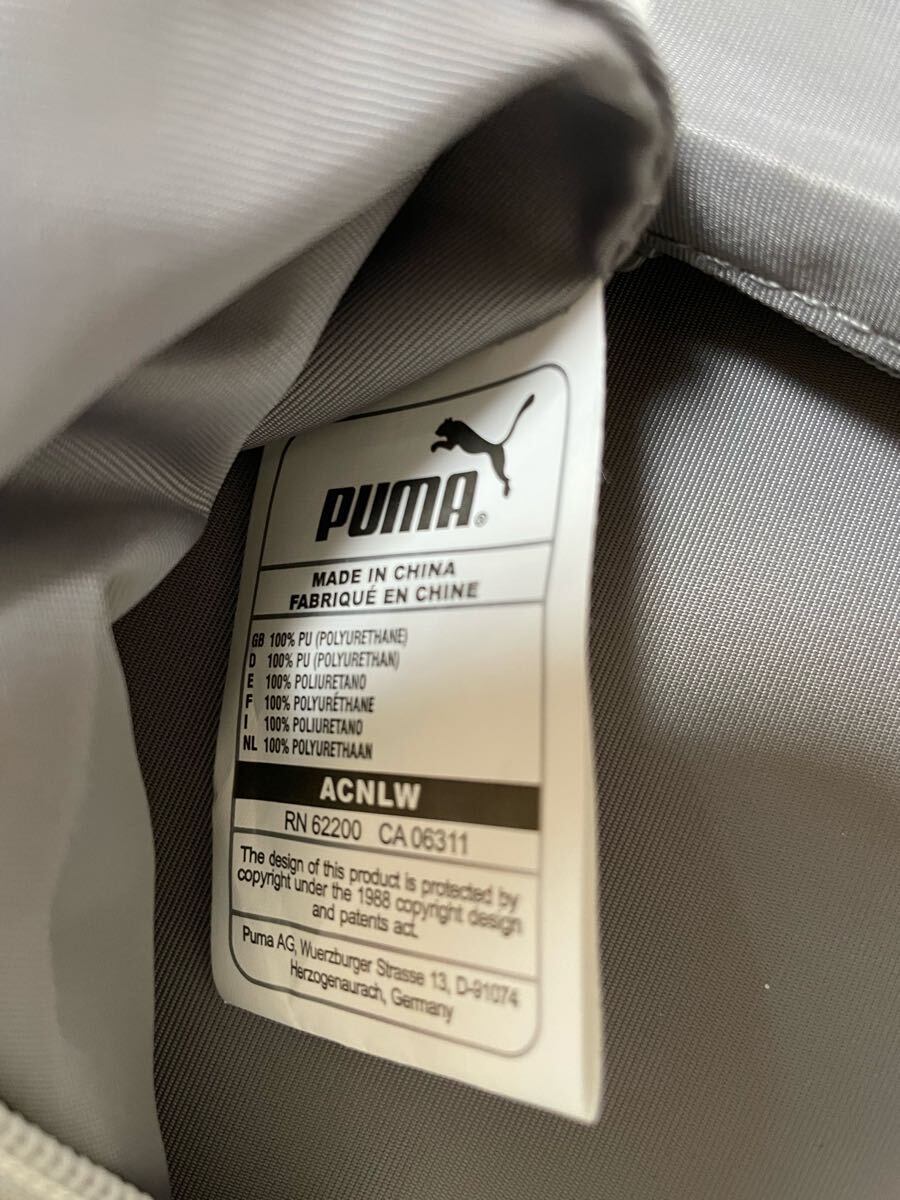 PUMA®
MADE IN CHINA
FABRIQUÉ EN CHINE
GB 100% PU (POLYURETHANE)
D 100% PU (POLYURETHAN)
E 100% POLIURETANO
F 100% POLYURÉTHANE
I 100% POLIURETANO
NL 100% POLYURETHAAN
ACNLW
RN 62200 CA 06311
The design of this product is protected by
copyright under the 1988 copyright design
and patents act.
Puma AG, Wuerzburger Strasse 13, D-91074
Herzogenaurach, Germany